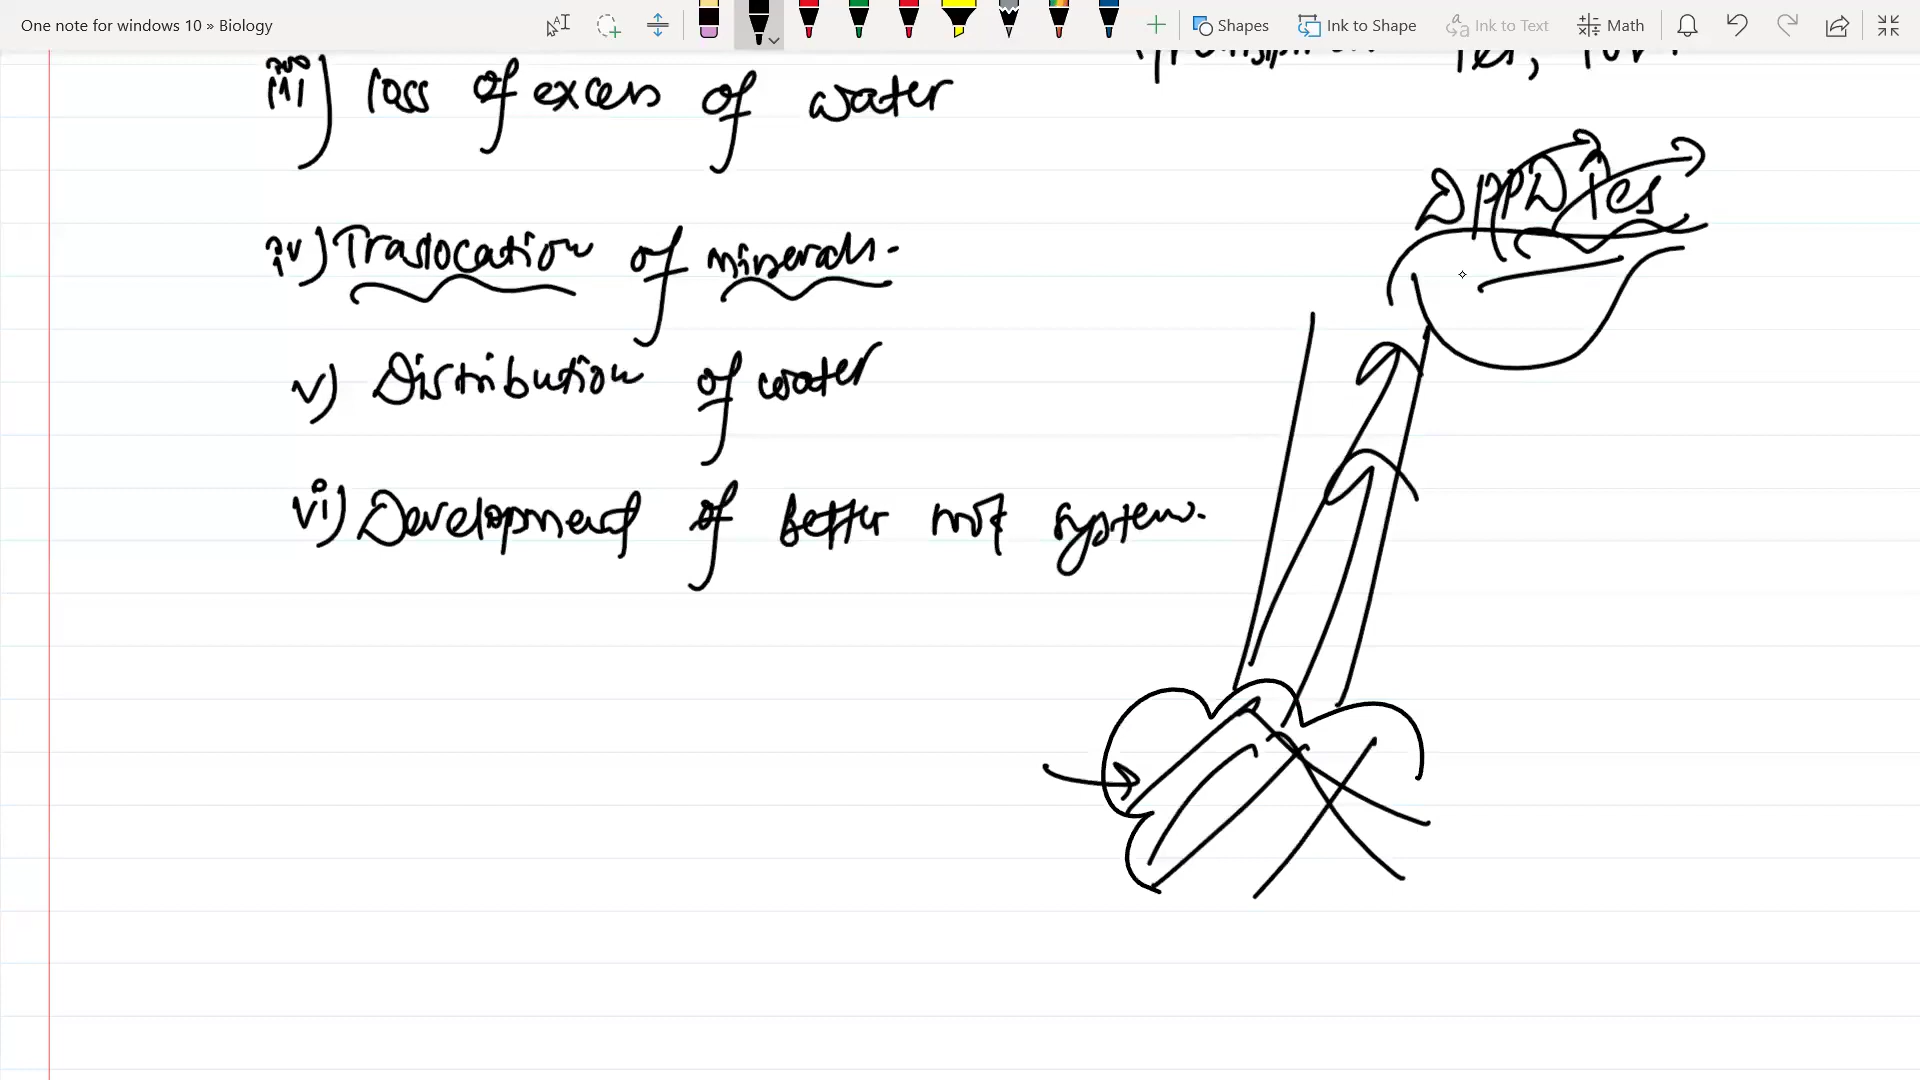 One note for windows 10 » Biology
Shapes
Ink to Shape
Ink to Text
Math
iii) loss of excess of water
DPD
iv) Traslocation of minerals.
v) Distribution of water
vi) Development of better root system.